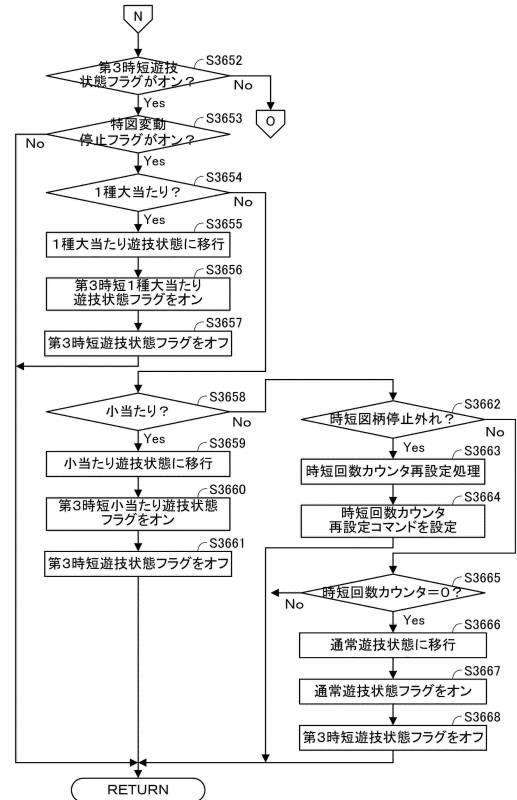 N
第3時短遊技
状態フラグがオン？
S3652
No
Yes
O
特図変動
停止フラグがオン？
S3653
No
Yes
1種大当たり？
S3654
No
Yes
S3655
1種大当たり遊技状態に移行
S3656
第3時短1種大当たり
遊技状態フラグをオン
S3657
第3時短遊技状態フラグをオフ
小当たり？
S3658
No
Yes
S3659
小当たり遊技状態に移行
S3660
第3時短小当たり遊技状態
フラグをオン
S3661
第3時短遊技状態フラグをオフ
時短図柄停止外れ？
S3662
No
Yes
S3663
時短回数カウンタ再設定処理
S3664
時短回数カウンタ
再設定コマンドを設定
時短回数カウンタ＝0？
S3665
No
Yes
S3666
通常遊技状態に移行
S3667
通常遊技状態フラグをオン
S3668
第3時短遊技状態フラグをオフ
RETURN